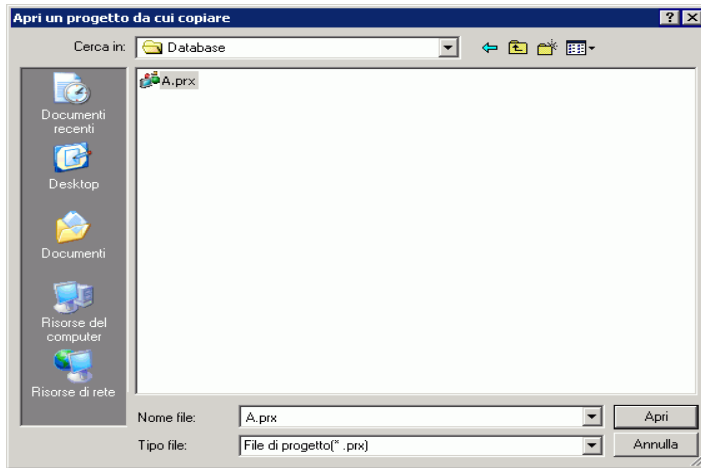 Apri un progetto da cui copiare
Cerca in: Database
A.prx
Documenti
recenti
Desktop
Documenti
Risorse del
computer
Risorse di rete
Nome file: A.prx Apri
Tipo file: File di progetto(* .prx) Annulla